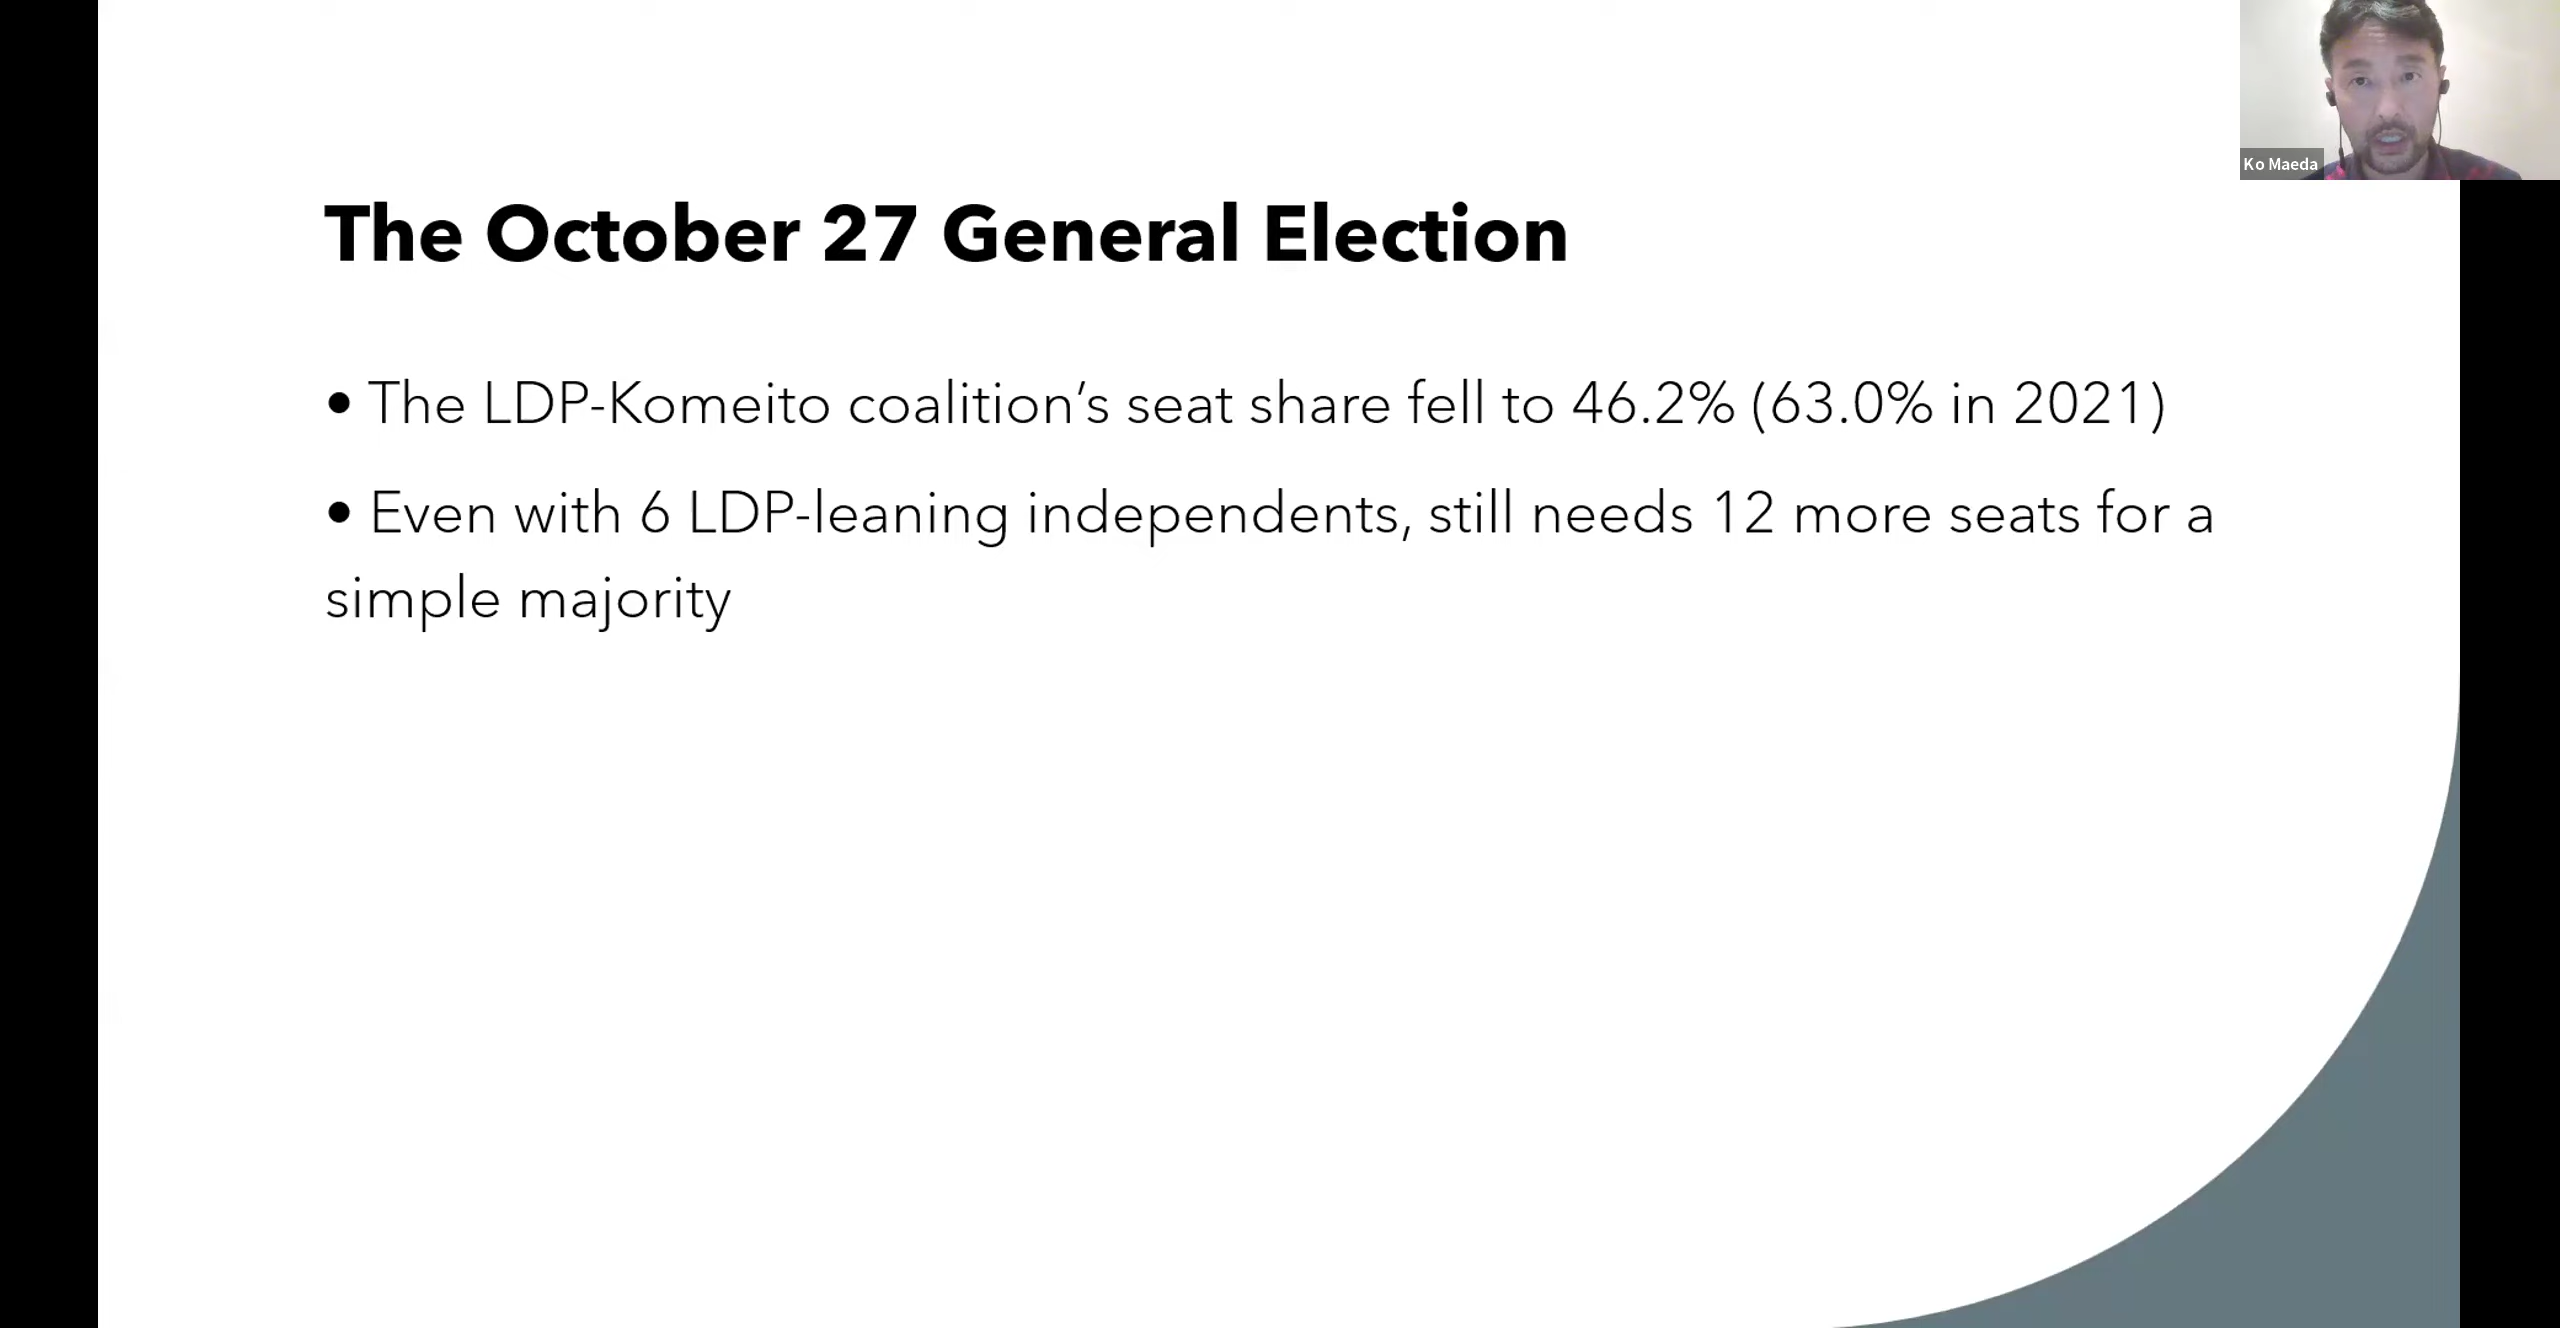 Ko Maeda
The October 27 General Election
• The LDP-Komeito coalition’s seat share fell to 46.2% (63.0% in 2021)
• Even with 6 LDP-leaning independents, still needs 12 more seats for a
simple majority